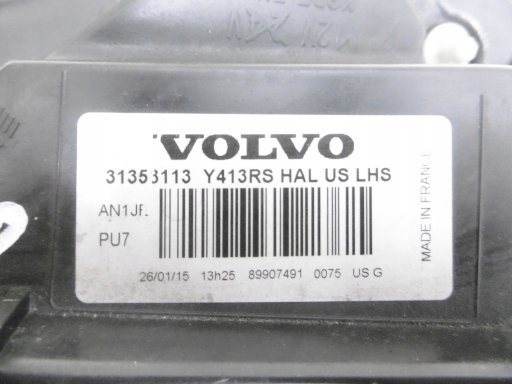 VOLVO
31353113 Y413RS HAL US LHS
AN1JF.
PU7
26/01/15 13h25 89907491 0075 US G
MADE IN FRANCE